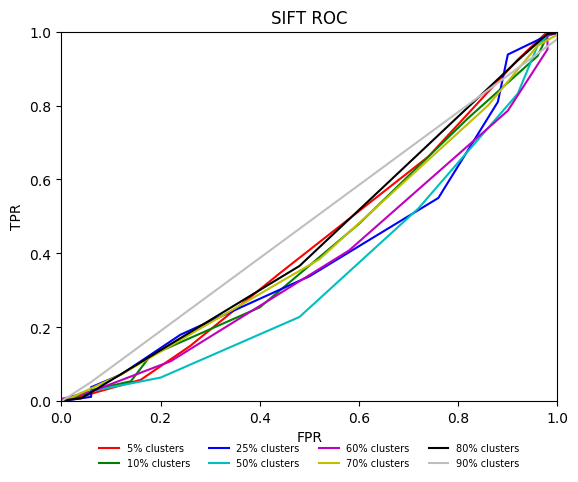 SIFT ROC
1.0
0.8
0.6
0.4
0.2
0.0
TPR
0.0 0.2 0.4 0.6 0.8 1.0
FPR
5% clusters 25% clusters 60% clusters 80% clusters
10% clusters 50% clusters 70% clusters 90% clusters